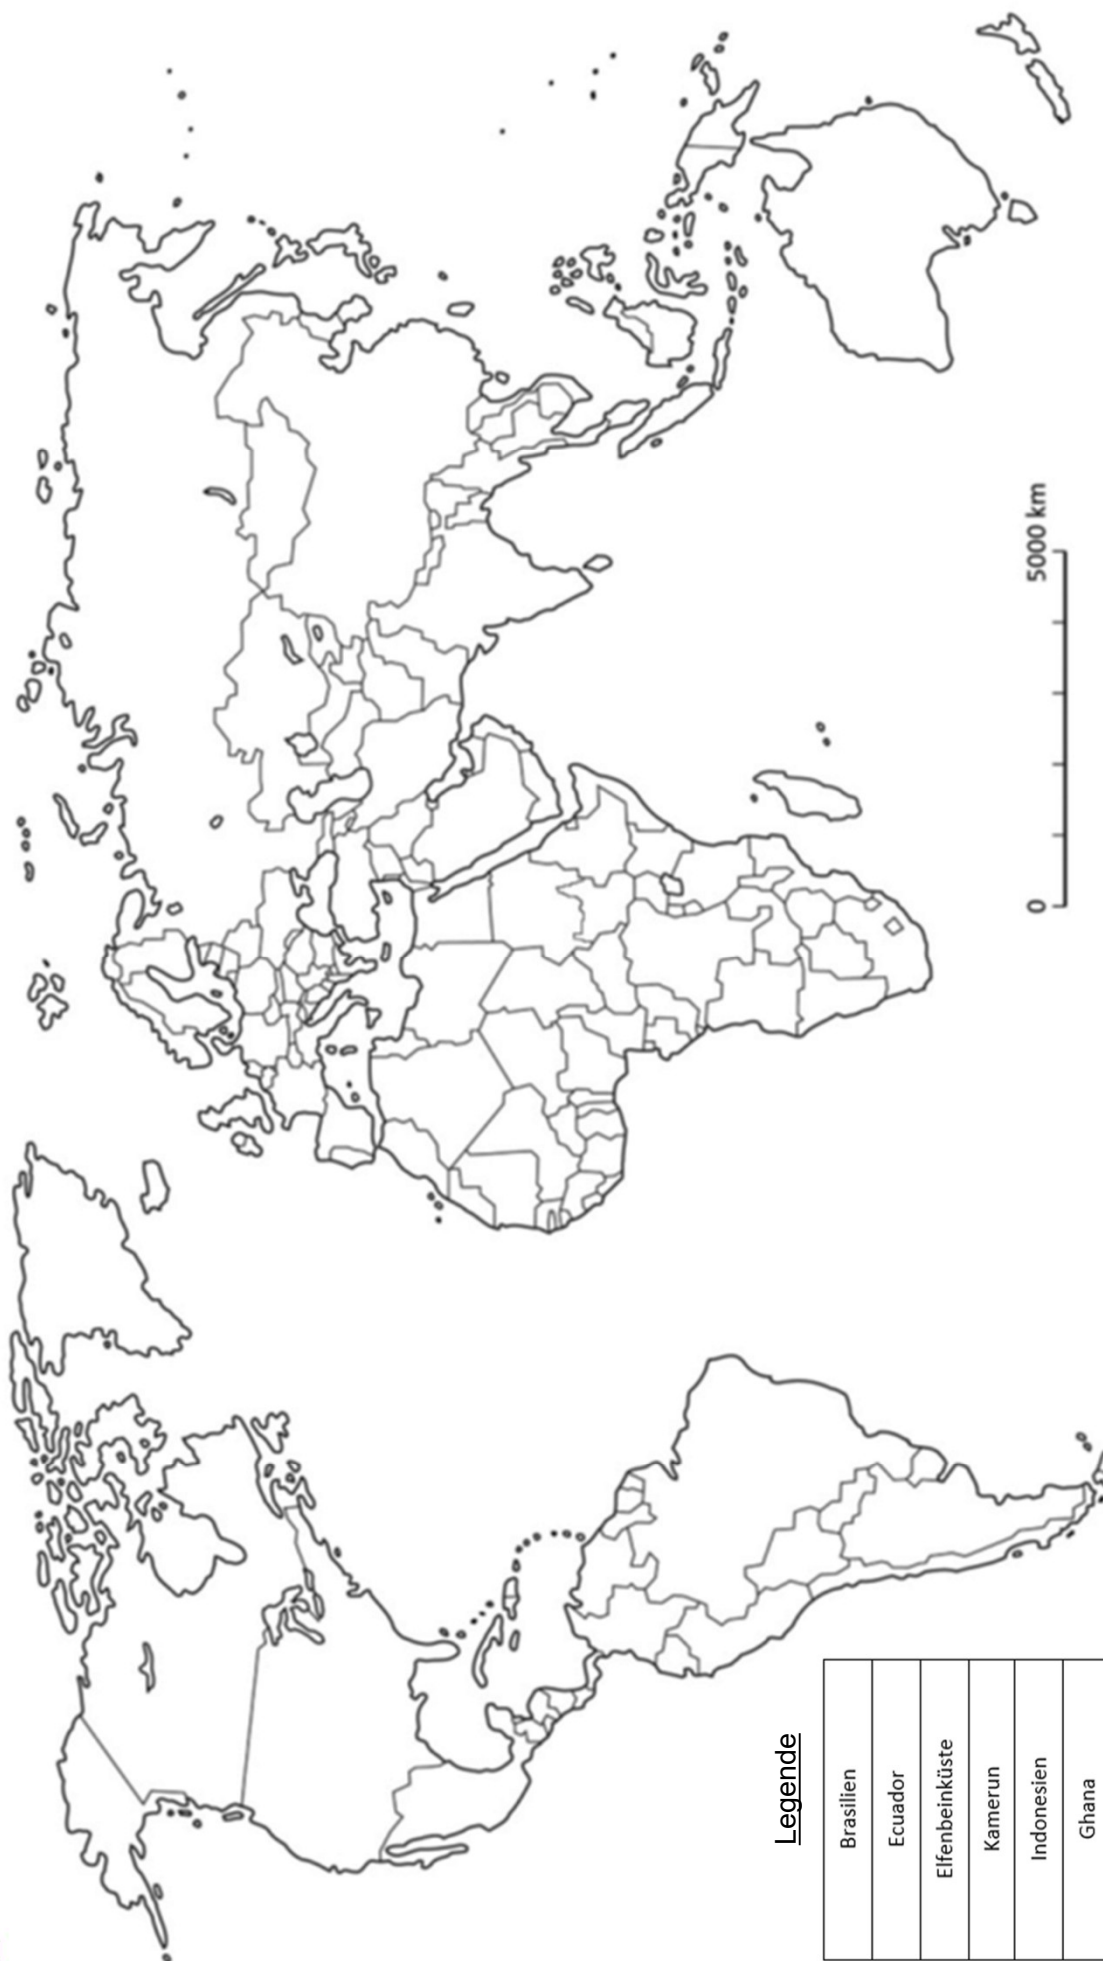 0
5000 km
Legende
Brasilien
Ecuador
Elfenbeinküste
Kamerun
Indonesien
Ghana